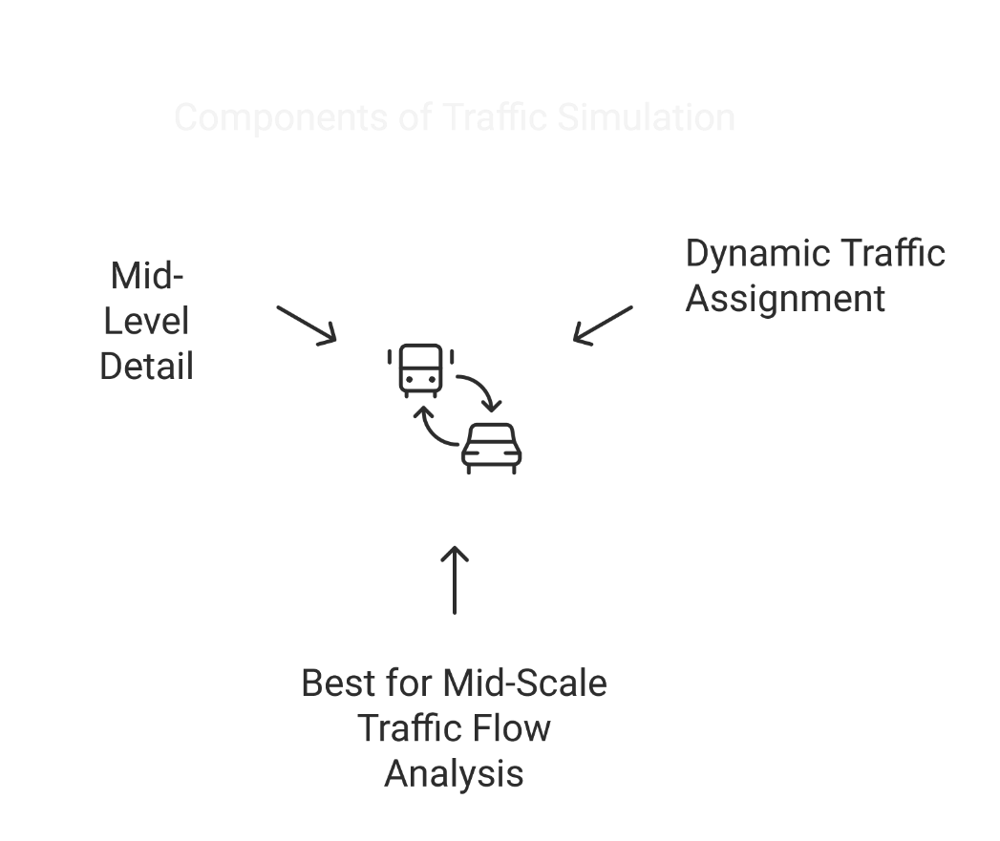 Components of Traffic Simulation
Mid-
Level
Detail
Dynamic Traffic
Assignment
Best for Mid-Scale
Traffic Flow
Analysis